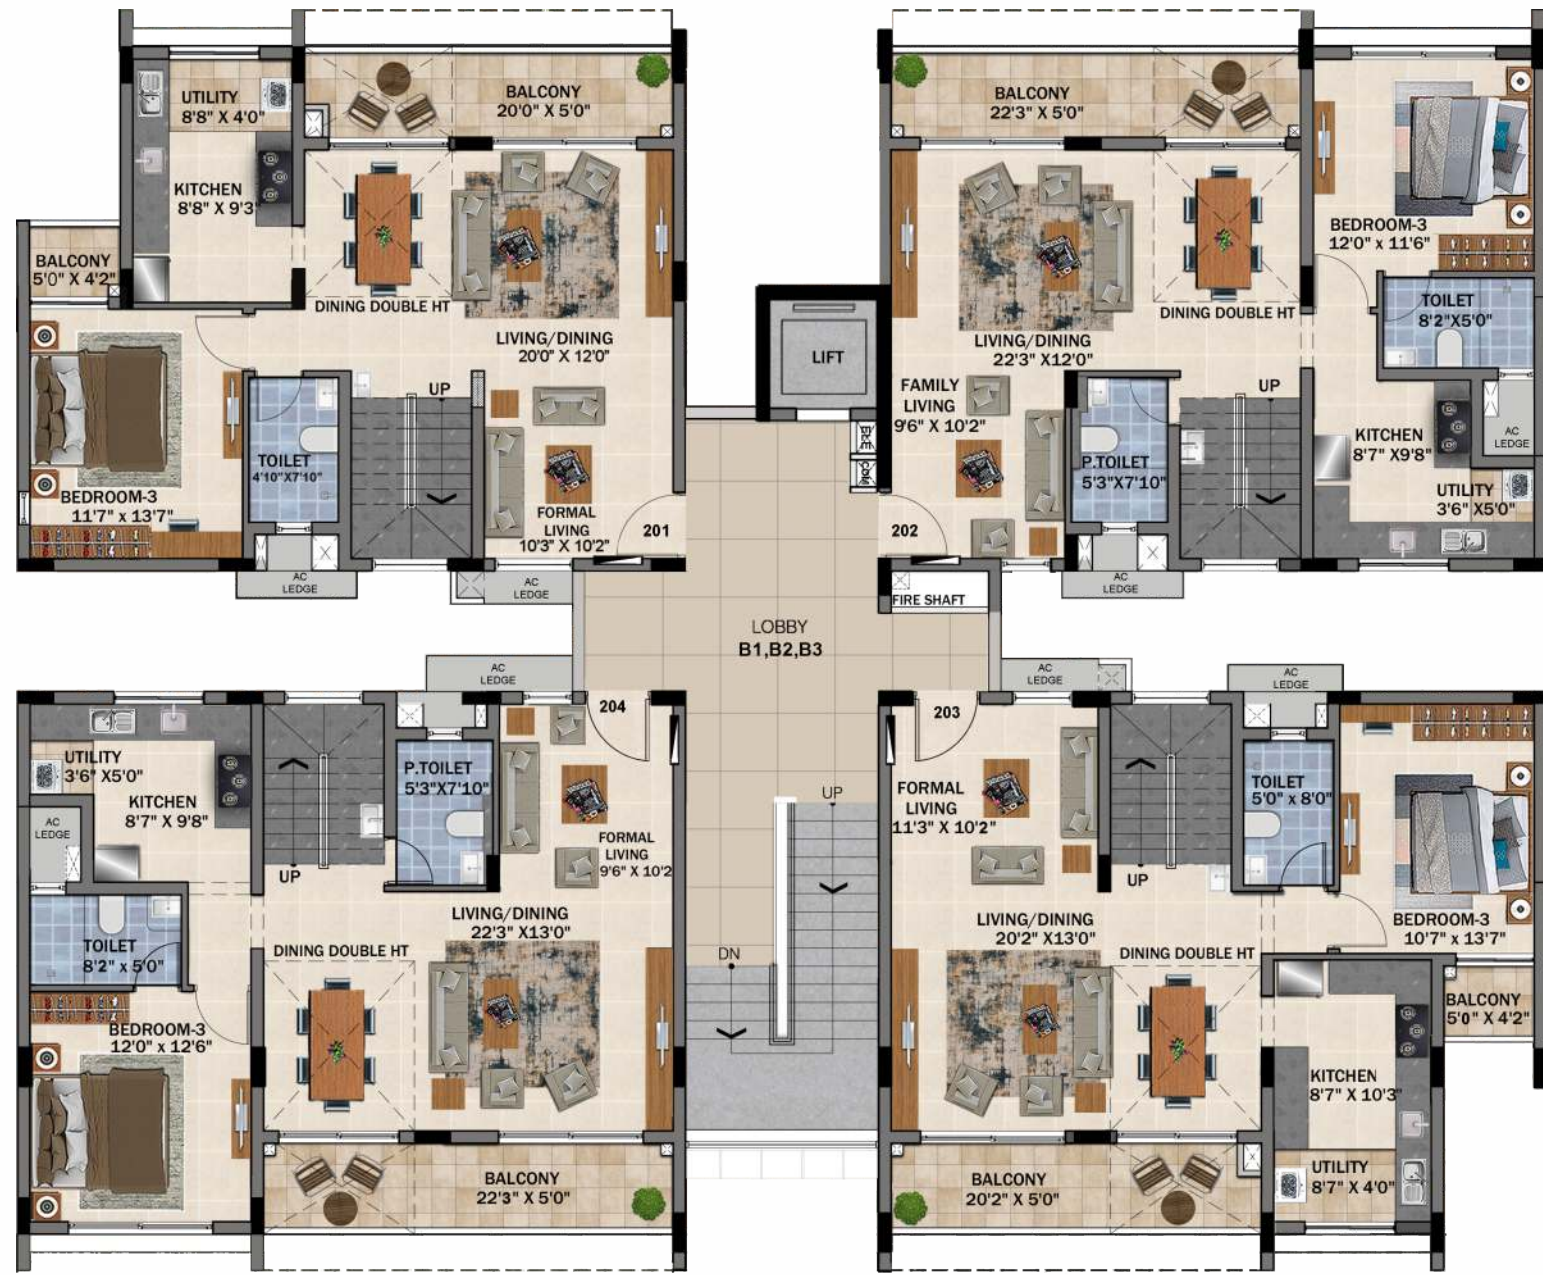 UTILITY
8'8" X 4'0"
BALCONY
20'0" X 5'0"
KITCHEN
8'8" X 9'3"
BALCONY
5'0" X 4'2"
DINING DOUBLE HT
LIVING/DINING
20'0" X 12'0"
UP
TOILET
4'10"X7'10"
BEDROOM-3
11'7" x 13'7"
FORMAL
LIVING
10'3" X 10'2"
201
AC
LEDGE
AC
LEDGE
LIFT
BALCONY
22'3" X 5'0"
BEDROOM-3
12'0" x 11'6"
DINING DOUBLE HT
TOILET
8'2"X5'0"
LIVING/DINING
22'3" X12'0"
FAMILY
LIVING
9'6" X 10'2"
UP
AC
LEDGE
KITCHEN
8'7" X9'8"
P.TOILET
5'3"X7'10"
UTILITY
3'6" X5'0"
202
AC
LEDGE
FIRE SHAFT
LOBBY
B1,B2,B3
AC
LEDGE
204
UTILITY
3'6" X5'0"
P.TOILET
5'3"X7'10"
KITCHEN
8'7" X 9'8"
AC
LEDGE
FORMAL
LIVING
9'6" X 10'2
UP
LIVING/DINING
22'3" X13'0"
TOILET
8'2" x 5'0"
DINING DOUBLE HT
BEDROOM-3
12'0" x 12'6"
BALCONY
22'3" X 5'0"
UP
DN
AC
LEDGE
AC
LEDGE
203
FORMAL
LIVING
11'3" X 10'2"
TOILET
5'0" x 8'0"
UP
LIVING/DINING
20'2" X13'0"
BEDROOM-3
10'7" x 13'7"
DINING DOUBLE HT
BALCONY
5'0" X 4'2"
KITCHEN
8'7" X 10'3"
BALCONY
20'2" X 5'0"
UTILITY
8'7" X 4'0"